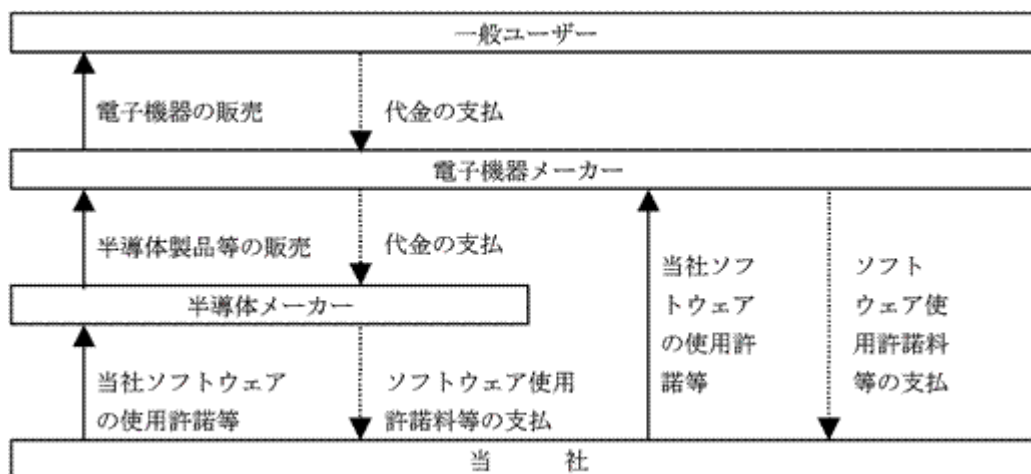 一般ユーザー
電子機器の販売
代金の支払
電子機器メーカー
半導体製品等の販売
代金の支払
当社ソフ
トウェア
の使用許
諾等
ソフト
ウェア使
用許諾料
等の支払
半導体メーカー
当社ソフトウェア
の使用許諾等
ソフトウェア使用
許諾料等の支払
当　　社